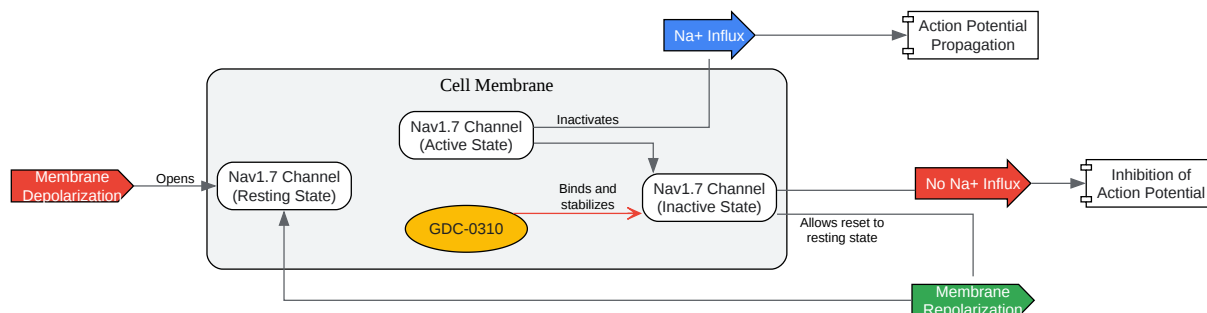 Na+ Influx
Action Potential
Propagation
Cell Membrane
Nav1.7 Channel
(Active State)
Inactivates
Membrane
Depolarization
Opens
Nav1.7 Channel
(Resting State)
Binds and
stabilizes
Nav1.7 Channel
(Inactive State)
No Na+ Influx
Inhibition of
Action Potential
GDC-0310
Allows reset to
resting state
Membrane
Repolarization